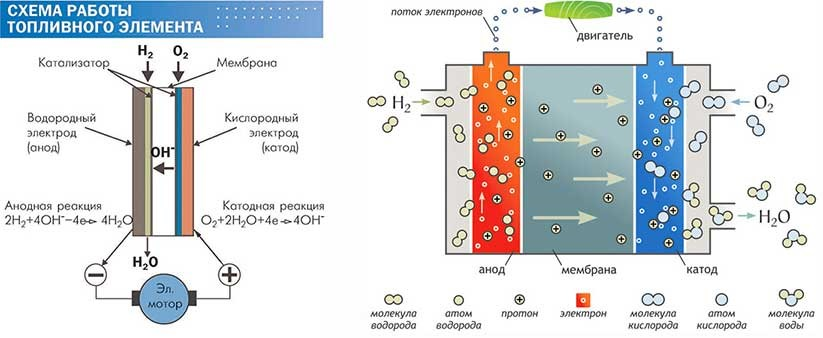 СХЕМА РАБОТЫ
ТОПЛИВНОГО ЭЛЕМЕНТА
H₂
O₂
Катализатор
Мембрана
Водородный
электрод
(анод)
Кислородный
электрод
(катод)
OH⁻
Анодная реакция
2H₂+4OH⁻−4e▹ 4H₂O
Катодная реакция
O₂+2H₂O+4e▹4OH⁻
H₂O
−
+
Эл.
мотор
поток электронов
двигатель
H₂
O₂
H₂O
анод
мембрана
катод
молекула
водорода
атом
водорода
протон
электрон
молекула
кислорода
атом
кислорода
молекула
воды